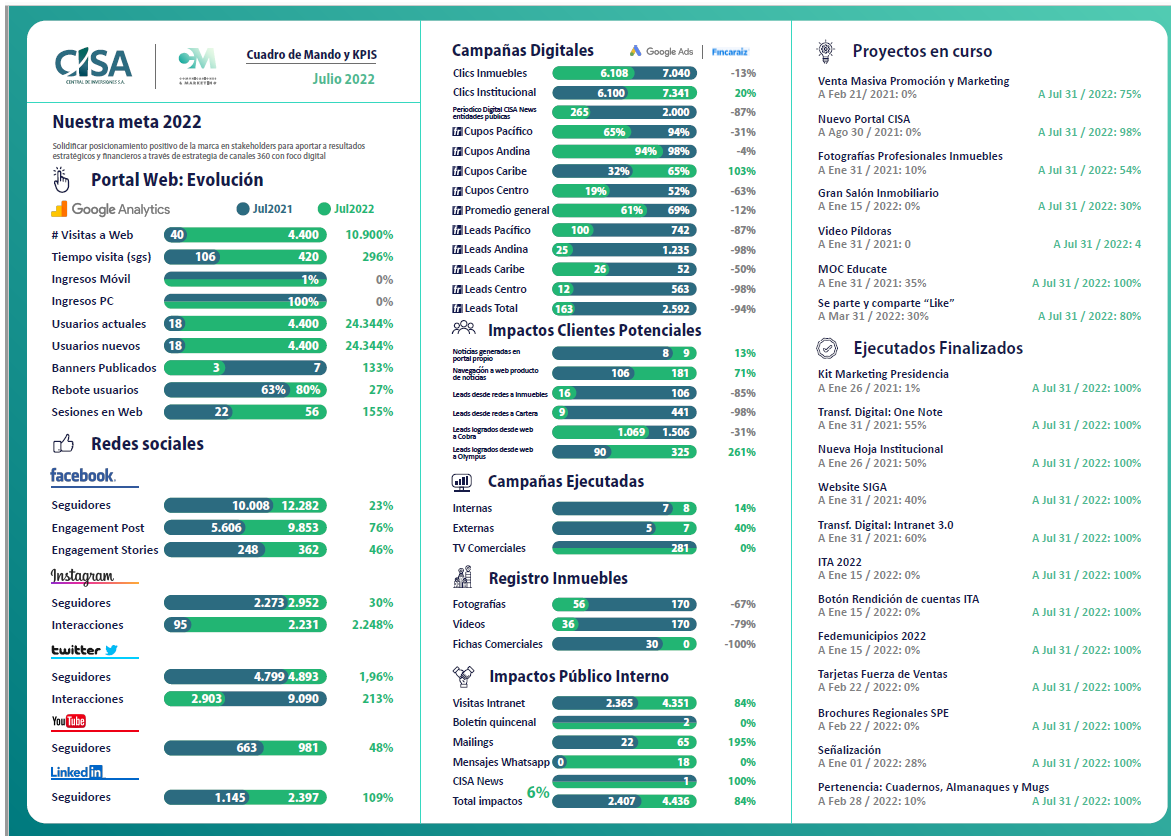 CISA
CENTRAL DE INVERSIONES S.A.
CM
COMUNICACIONES
& MARKETING
Cuadro de Mando y KPIS
Julio 2022
Nuestra meta 2022
Solidificar posicionamiento positivo de la marca en stakeholders para aportar a resultados
estratégicos y financieros a través de estrategia de canales 360 con foco digital
Portal Web: Evolución
Google Analytics Jul2021 Jul2022
# Visitas a Web 40 4.400 10.900%
Tiempo visita (sgs) 106 420 296%
Ingresos Móvil 1% 0%
Ingresos PC 100% 0%
Usuarios actuales 18 4.400 24.344%
Usuarios nuevos 18 4.400 24.344%
Banners Publicados 3 7 133%
Rebote usuarios 63% 80% 27%
Sesiones en Web 22 56 155%
Redes sociales
facebook.
Seguidores 10.008 12.282 23%
Engagement Post 5.606 9.853 76%
Engagement Stories 248 362 46%
Instagram
Seguidores 2.273 2.952 30%
Interacciones 95 2.231 2.248%
twitter
Seguidores 4.799 4.893 1,96%
Interacciones 2.903 9.090 213%
YouTube
Seguidores 663 981 48%
Linked in
Seguidores 1.145 2.397 109%
Campañas Digitales Google Ads Fincaraiz
Clics Inmuebles 6.108 7.040 -13%
Clics Institucional 6.100 7.341 20%
Períodico Digital CISA News
entidades públicas 265 2.000 -87%
Cupos Pacífico 65% 94% -31%
Cupos Andina 94% 98% -4%
Cupos Caribe 32% 65% 103%
Cupos Centro 19% 52% -63%
Promedio general 61% 69% -12%
Leads Pacífico 100 742 -87%
Leads Andina 25 1.235 -98%
Leads Caribe 26 52 -50%
Leads Centro 12 563 -98%
Leads Total 163 2.592 -94%
Impactos Clientes Potenciales
Noticias generadas en
portal propio 8 9 13%
Navegación a web producto
de noticias 106 181 71%
Leads desde redes a Inmuebles 16 106 -85%
Leads desde redes a Cartera 9 441 -98%
Leads logrados desde web
a Cobra 1.069 1.506 -31%
Leads logrados desde web
a Olympus 90 325 261%
Campañas Ejecutadas
Internas 7 8 14%
Externas 5 7 40%
TV Comerciales 281 0%
Registro Inmuebles
Fotografías 56 170 -67%
Videos 36 170 -79%
Fichas Comerciales 30 0 -100%
Impactos Público Interno
Visitas Intranet 2.365 4.351 84%
Boletín quincenal 2 0%
Mailings 22 65 195%
Mensajes Whatsapp 0 18 0%
CISA News 1 100%
6%
Total impactos 2.407 4.436 84%
Proyectos en curso
Venta Masiva Promoción y Marketing
A Feb 21/ 2021: 0% A Jul 31 / 2022: 75%
Nuevo Portal CISA
A Ago 30 / 2021: 0% A Jul 31 / 2022: 98%
Fotografías Profesionales Inmuebles
A Ene 31 / 2021: 10% A Jul 31 / 2022: 54%
Gran Salón Inmobiliario
A Ene 15 / 2022: 0% A Jul 31 / 2022: 30%
Video Píldoras
A Ene 31 / 2021: 0 A Jul 31 / 2022: 4
MOC Educate
A Ene 31 / 2021: 35% A Jul 31 / 2022: 100%
Se parte y comparte “Like”
A Mar 31 / 2022: 30% A Jul 31 / 2022: 80%
Ejecutados Finalizados
Kit Marketing Presidencia
A Ene 26 / 2021: 1% A Jul 31 / 2022: 100%
Transf. Digital: One Note
A Ene 31 / 2021: 55% A Jul 31 / 2022: 100%
Nueva Hoja Institucional
A Ene 26 / 2021: 50% A Jul 31 / 2022: 100%
Website SIGA
A Ene 31 / 2021: 40% A Jul 31 / 2022: 100%
Transf. Digital: Intranet 3.0
A Ene 31 / 2021: 60% A Jul 31 / 2022: 100%
ITA 2022
A Ene 15 / 2022: 0% A Jul 31 / 2022: 100%
Botón Rendición de cuentas ITA
A Ene 15 / 2022: 0% A Jul 31 / 2022: 100%
Fedemunicipios 2022
A Ene 15 / 2022: 0% A Jul 31 / 2022: 100%
Tarjetas Fuerza de Ventas
A Feb 22 / 2022: 0% A Jul 31 / 2022: 100%
Brochures Regionales SPE
A Feb 22 / 2022: 0% A Jul 31 / 2022: 100%
Señalización
A Ene 01 / 2022: 28% A Jul 31 / 2022: 100%
Pertenencia: Cuadernos, Almanaques y Mugs
A Feb 28 / 2022: 10% A Jul 31 / 2022: 100%